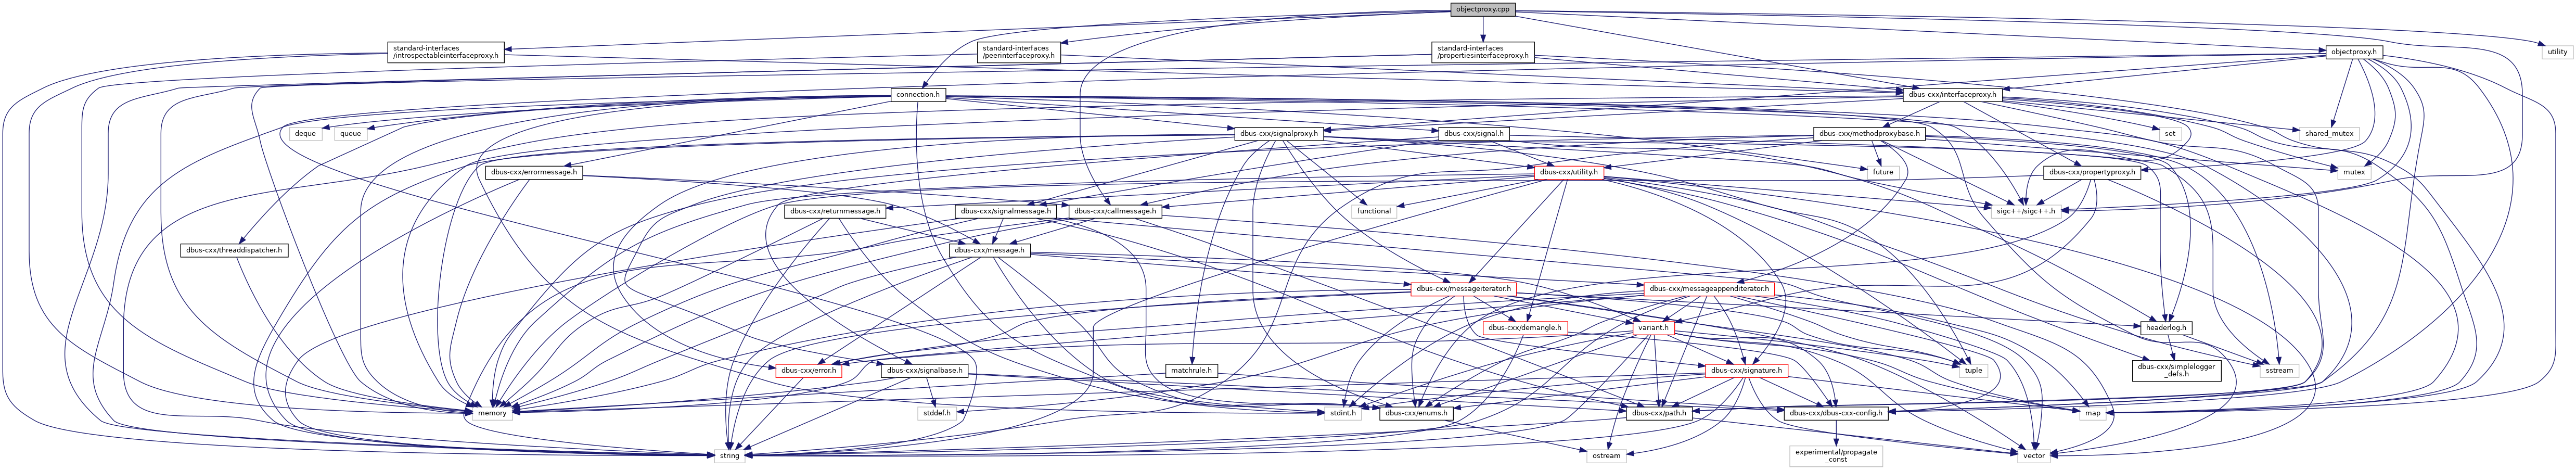 objectproxy.cpp
standard-interfaces
/introspectableinterfaceproxy.h
standard-interfaces
/peerinterfaceproxy.h
standard-interfaces
/propertiesinterfaceproxy.h
objectproxy.h
utility
connection.h
dbus-cxx/interfaceproxy.h
deque
queue
dbus-cxx/signalproxy.h
dbus-cxx/signal.h
dbus-cxx/methodproxybase.h
set
shared_mutex
dbus-cxx/errormessage.h
dbus-cxx/utility.h
future
dbus-cxx/propertyproxy.h
mutex
dbus-cxx/returnmessage.h
dbus-cxx/signalmessage.h
dbus-cxx/callmessage.h
functional
sigc++/sigc++.h
dbus-cxx/threaddispatcher.h
dbus-cxx/message.h
dbus-cxx/messageiterator.h
dbus-cxx/messageappenditerator.h
dbus-cxx/demangle.h
variant.h
headerlog.h
dbus-cxx/error.h
dbus-cxx/signalbase.h
matchrule.h
dbus-cxx/signature.h
tuple
dbus-cxx/simplelogger
_defs.h
sstream
memory
stddef.h
stdint.h
dbus-cxx/enums.h
dbus-cxx/path.h
dbus-cxx/dbus-cxx-config.h
map
string
ostream
experimental/propagate
_const
vector